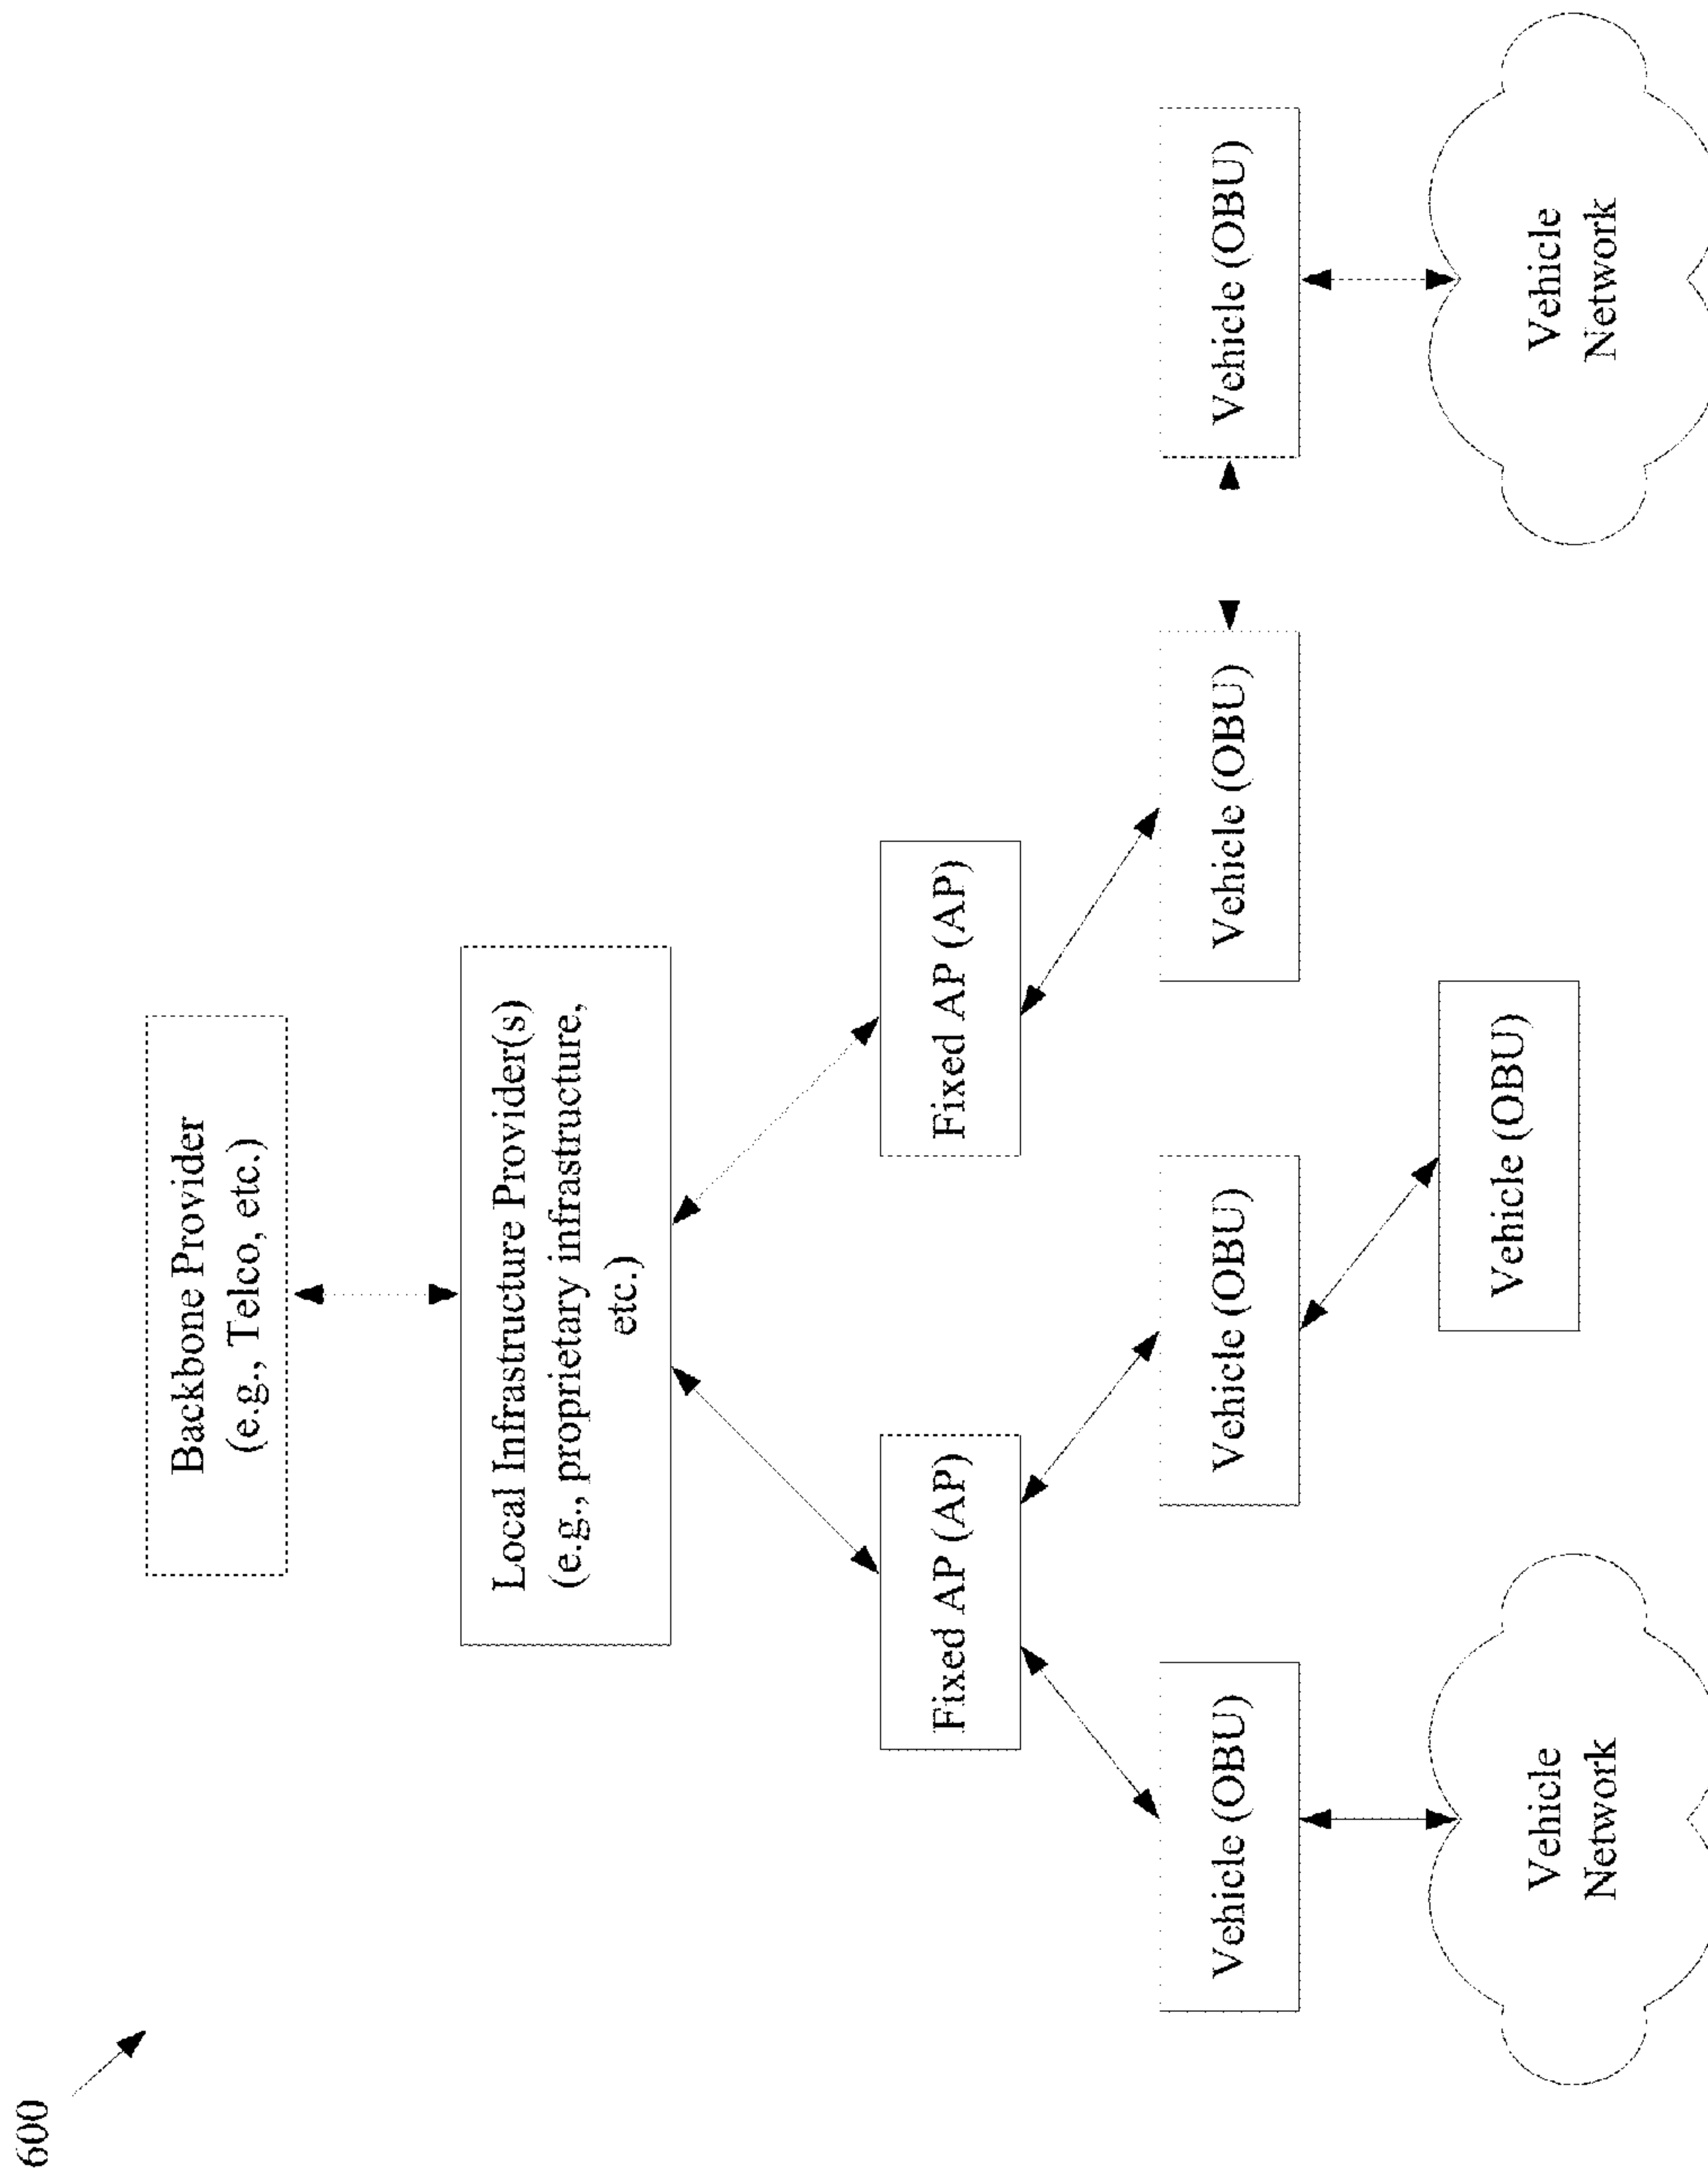 600
Backbone Provider
(e.g., Telco, etc.)
Local Infrastructure Provider(s)
(e.g., proprietary infrastructure,
etc.)
Fixed AP (AP)
Fixed AP (AP)
Vehicle (OBU)
Vehicle (OBU)
Vehicle (OBU)
Vehicle (OBU)
Vehicle (OBU)
Vehicle
Network
Vehicle
Network